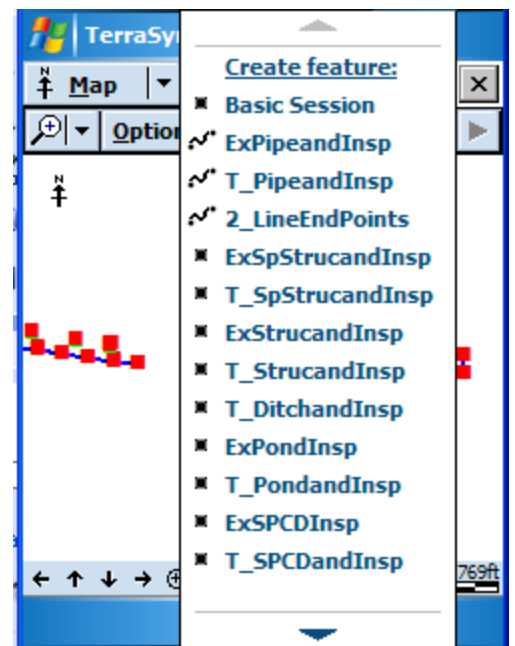 TerraSy
N
Map
Option
N
Create feature:
Basic Session
ExPipeandInsp
T_PipeandInsp
2_LineEndPoints
ExSpStrucandInsp
T_SpStrucandInsp
ExStrucandInsp
T_StrucandInsp
T_DitchandInsp
ExPondInsp
T_PondandInsp
ExSPCDInsp
T_SPCDandInsp
769ft